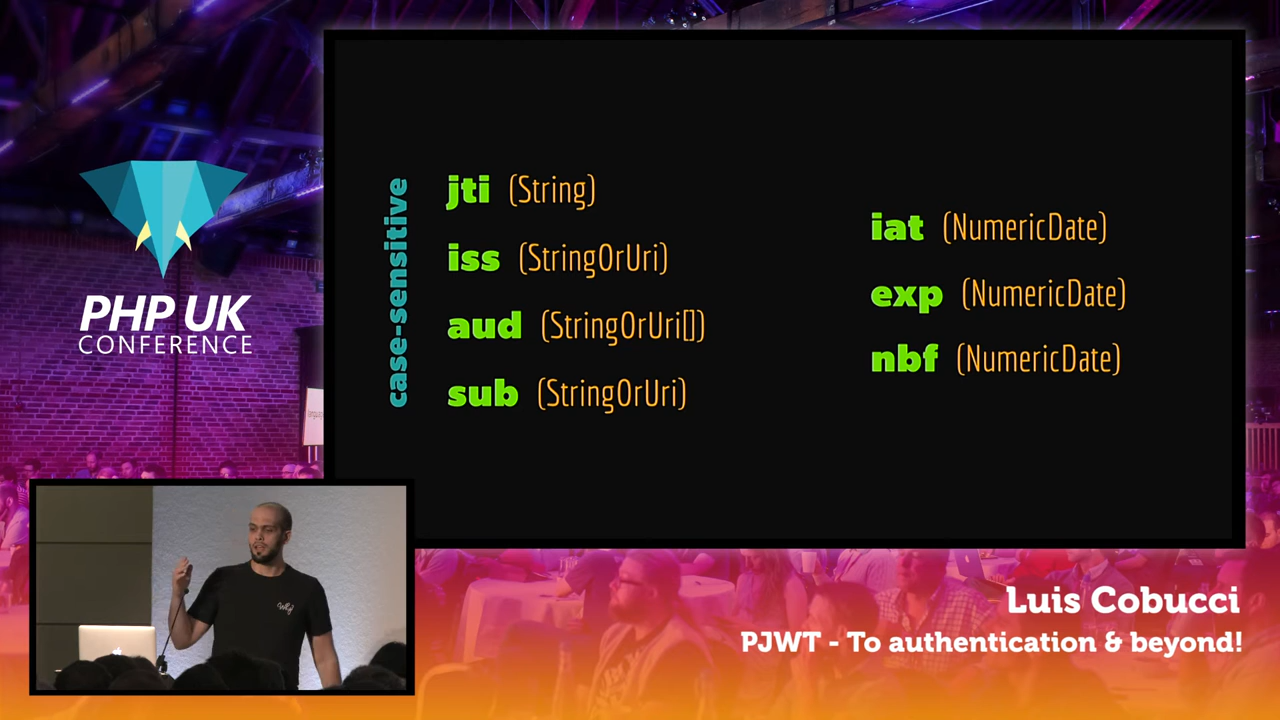 case-sensitive
jti (String)
iss (StringOrUri)
aud (StringOrUri[])
sub (StringOrUri)
iat (NumericDate)
exp (NumericDate)
nbf (NumericDate)
PHP UK
CONFERENCE
Why?
Luis Cobucci
PJWT - To authentication & beyond!